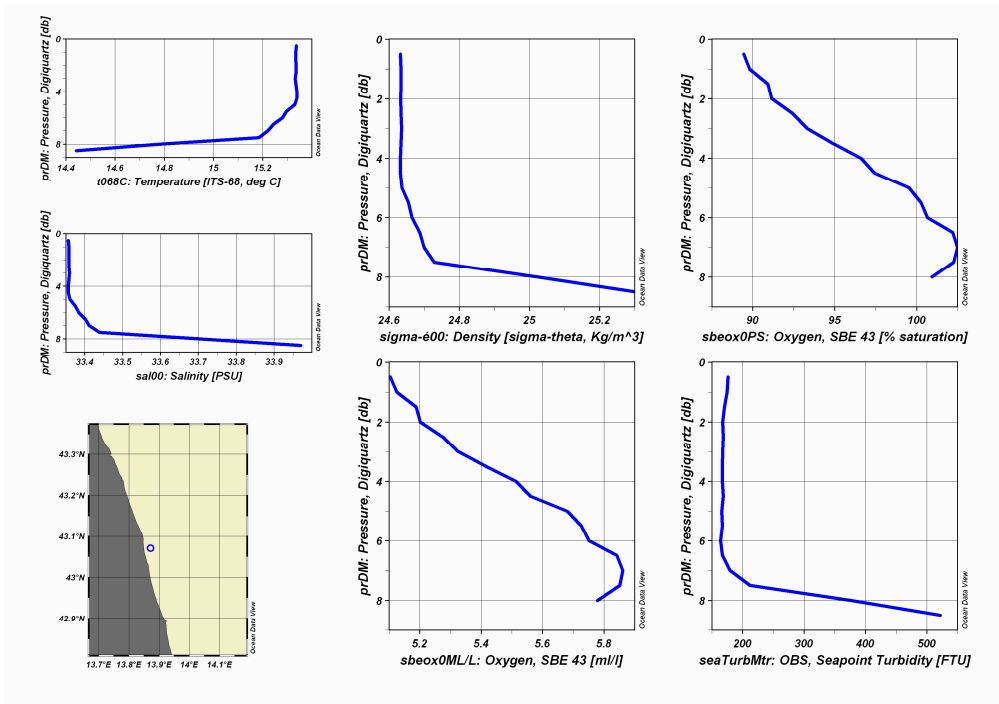 prDM: Pressure, Digiquartz [db]
0
4
8
14.4
14.6
14.8
15
15.2
t068C: Temperature [ITS-68, deg C]
Ocean Data View
prDM: Pressure, Digiquartz [db]
0
2
4
6
8
24.6
24.8
25
25.2
sigma-é00: Density [sigma-theta, Kg/m^3]
Ocean Data View
prDM: Pressure, Digiquartz [db]
0
2
4
6
8
90
95
100
sbeox0PS: Oxygen, SBE 43 [% saturation]
Ocean Data View
prDM: Pressure, Digiquartz [db]
0
4
8
33.4
33.5
33.6
33.7
33.8
33.9
sal00: Salinity [PSU]
Ocean Data View
43.3°N
43.2°N
43.1°N
43°N
42.9°N
13.7°E
13.8°E
13.9°E
14°E
14.1°E
Ocean Data View
prDM: Pressure, Digiquartz [db]
0
2
4
6
8
5.2
5.4
5.6
5.8
sbeox0ML/L: Oxygen, SBE 43 [ml/l]
Ocean Data View
prDM: Pressure, Digiquartz [db]
0
2
4
6
8
200
300
400
500
seaTurbMtr: OBS, Seapoint Turbidity [FTU]
Ocean Data View